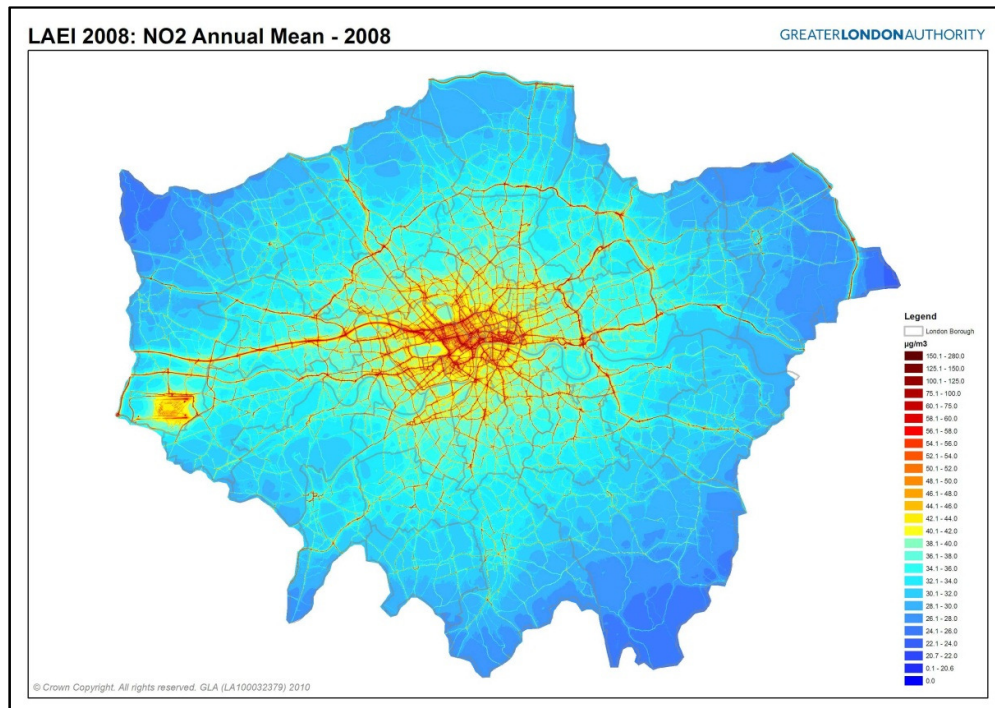 LAEI 2008: NO2 Annual Mean - 2008
GREATERLONDONAUTHORITY
Legend
London Borough
µg/m3
150.1 - 280.0
125.1 - 150.0
100.1 - 125.0
75.1 - 100.0
60.1 - 75.0
58.1 - 60.0
56.1 - 58.0
54.1 - 56.0
52.1 - 54.0
50.1 - 52.0
48.1 - 50.0
46.1 - 48.0
44.1 - 46.0
42.1 - 44.0
40.1 - 42.0
38.1 - 40.0
36.1 - 38.0
34.1 - 36.0
32.1 - 34.0
30.1 - 32.0
28.1 - 30.0
26.1 - 28.0
24.1 - 26.0
22.1 - 24.0
20.7 - 22.0
0.1 - 20.6
0.0
© Crown Copyright. All rights reserved. GLA (LA100032379) 2010